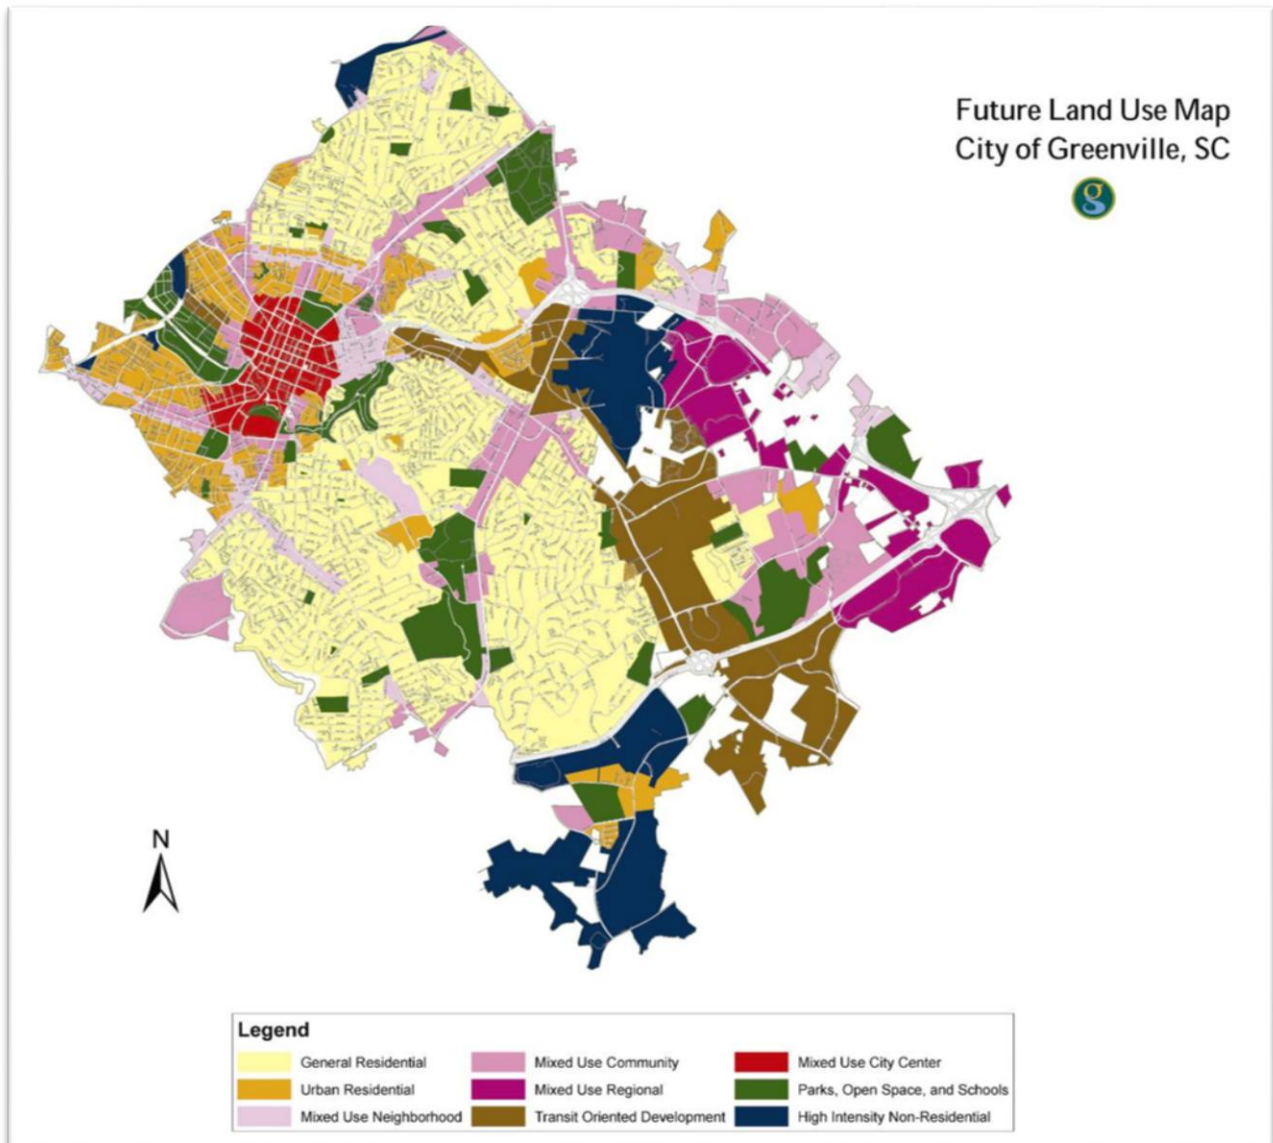 Future Land Use Map
City of Greenville, SC
g
N
Legend
General Residential
Mixed Use Community
Mixed Use City Center
Urban Residential
Mixed Use Regional
Parks, Open Space, and Schools
Mixed Use Neighborhood
Transit Oriented Development
High Intensity Non-Residential